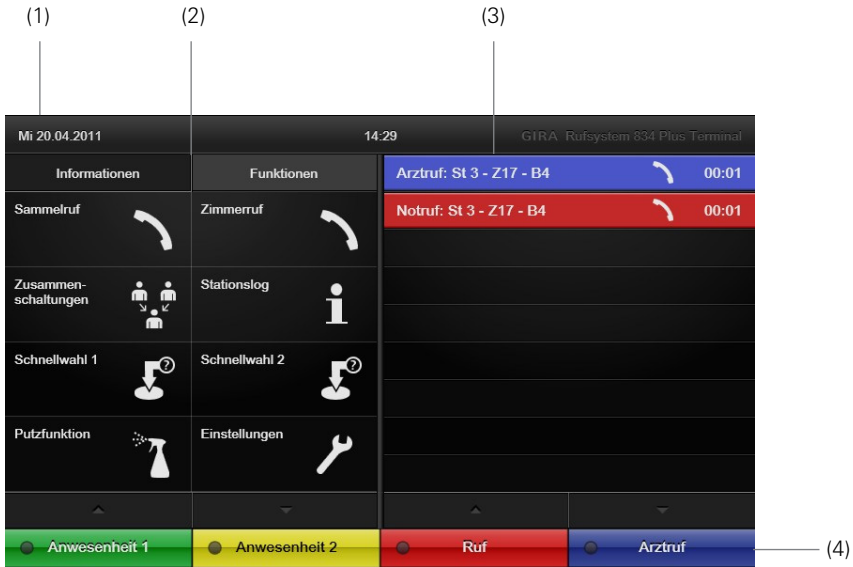 (1) (2) (3)
Mi 20.04.2011 14:29 GIRA Rufsystem 834 Plus Terminal
Informationen Funktionen Arztruf: St 3 - Z17 - B4 00:01
Sammelruf Zimmerruf Notruf: St 3 - Z17 - B4 00:01
Zusammen-
schaltungen
Stationslog
Schnellwahl 1 Schnellwahl 2
Putzfunktion Einstellungen
Anwesenheit 1 Anwesenheit 2 Ruf Arztruf (4)